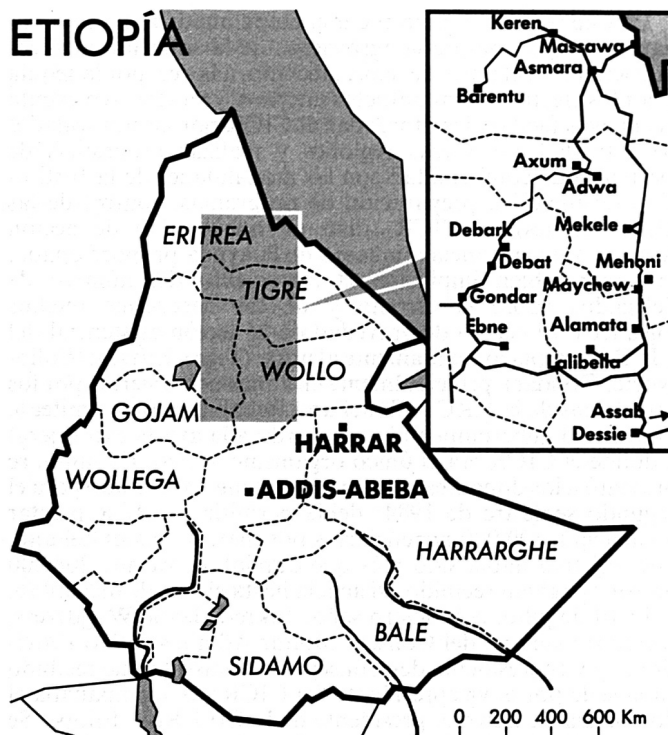 ETIOPÍA
ERITREA
TIGRÉ
WOLLO
GOJAM
WOLLEGA
HARRAR
ADDIS-ABEBA
HARRARGHE
BALE
SIDAMO
0 200 400 600 Km
Keren
Massawa
Asmara
Barentu
Axum
Adwa
Debark
Mekele
Debat
Mehoni
Maychew
Gondar
Ebne
Alamata
Lalibella
Assab
Dessie